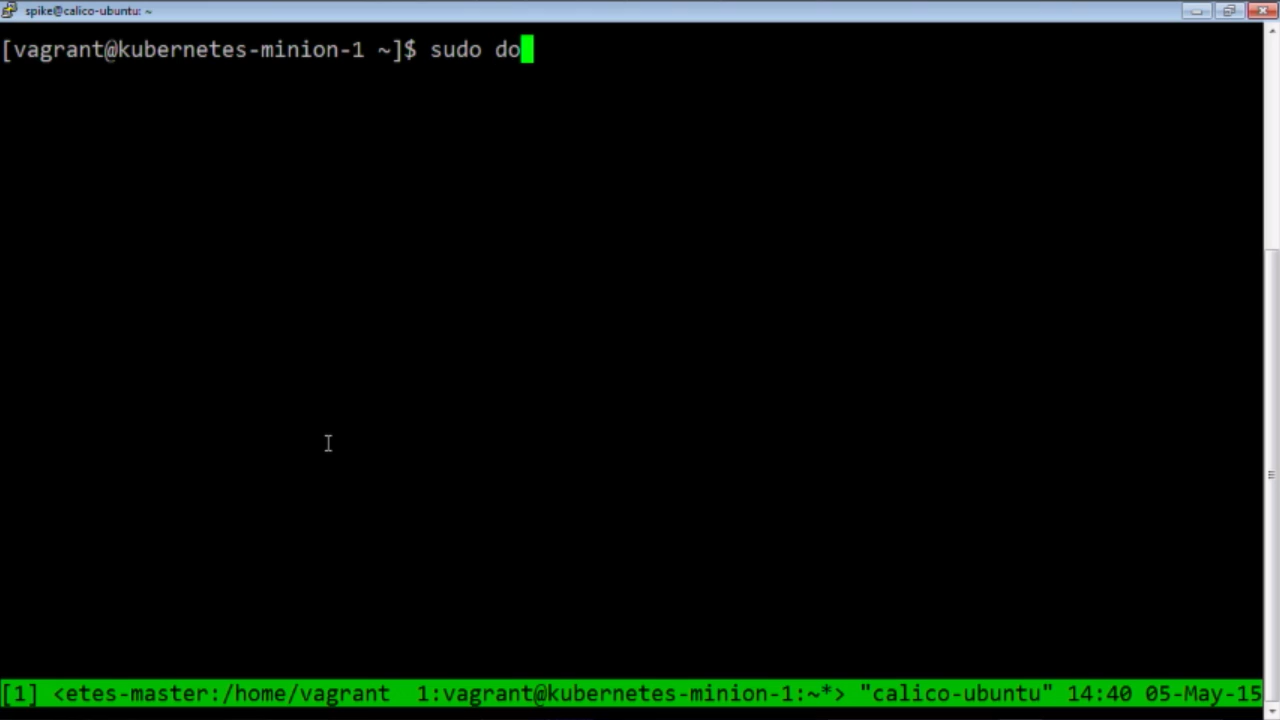 spike@calico-ubuntu: ~
[vagrant@kubernetes-minion-1 ~]$ sudo do
[1] <etes-master:/home/vagrant  1:vagrant@kubernetes-minion-1:~*> "calico-ubuntu" 14:40 05-May-15